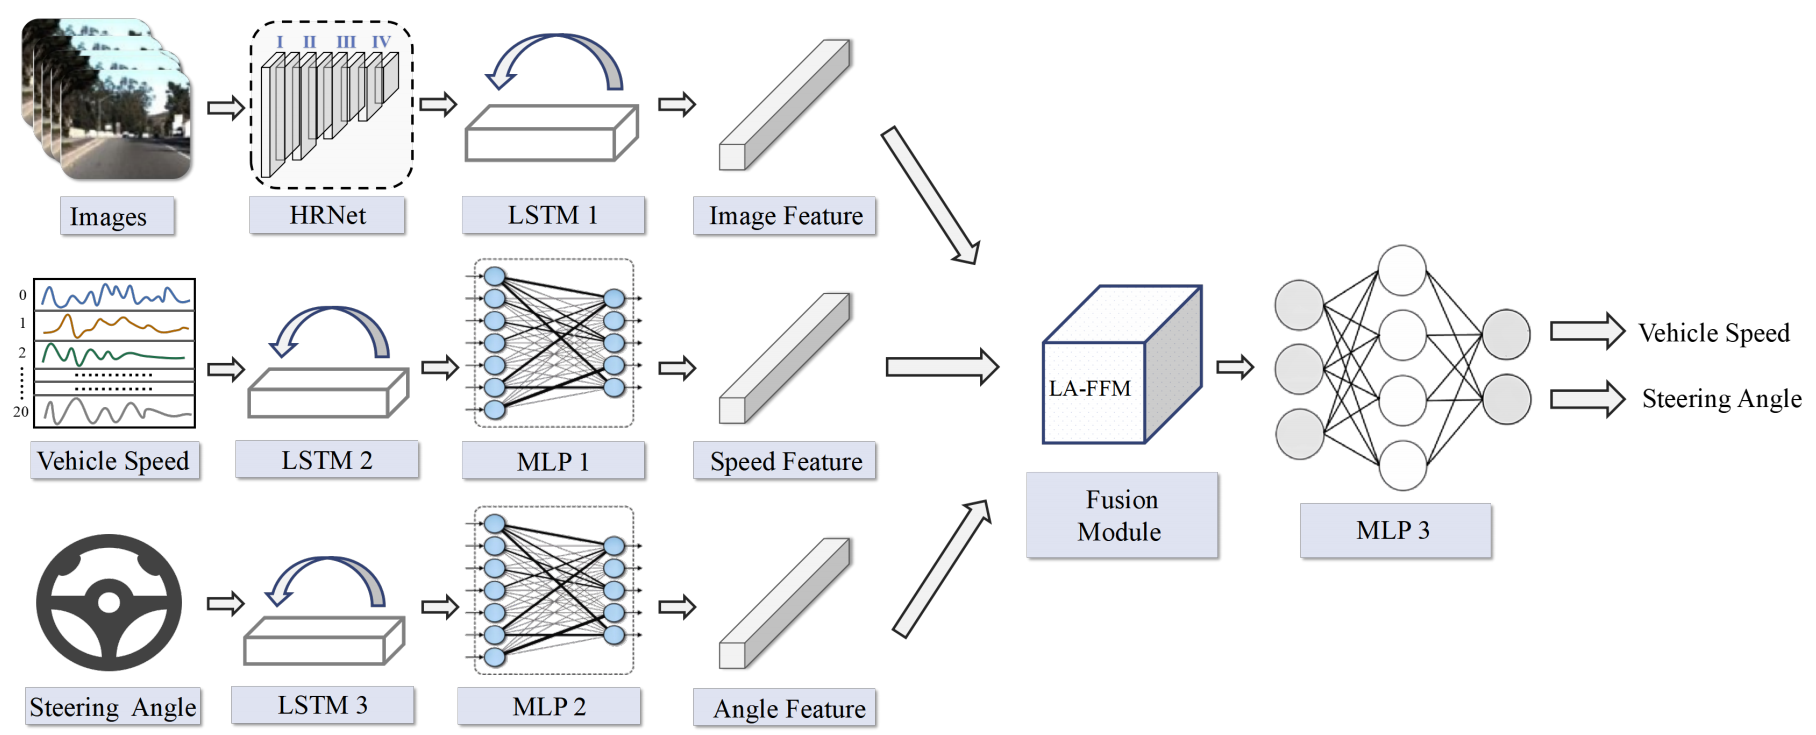 I II III IV
Images
HRNet
LSTM 1
Image Feature
0
1
2
20
Vehicle Speed
LSTM 2
MLP 1
Speed Feature
Steering Angle
LSTM 3
MLP 2
Angle Feature
LA-FFM
Fusion
Module
MLP 3
Vehicle Speed
Steering Angle